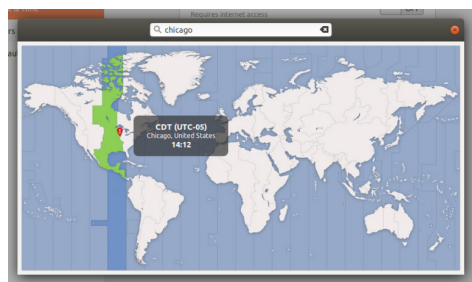 Requires internet access
chicago
CDT (UTC-05)
Chicago, United States
14:12